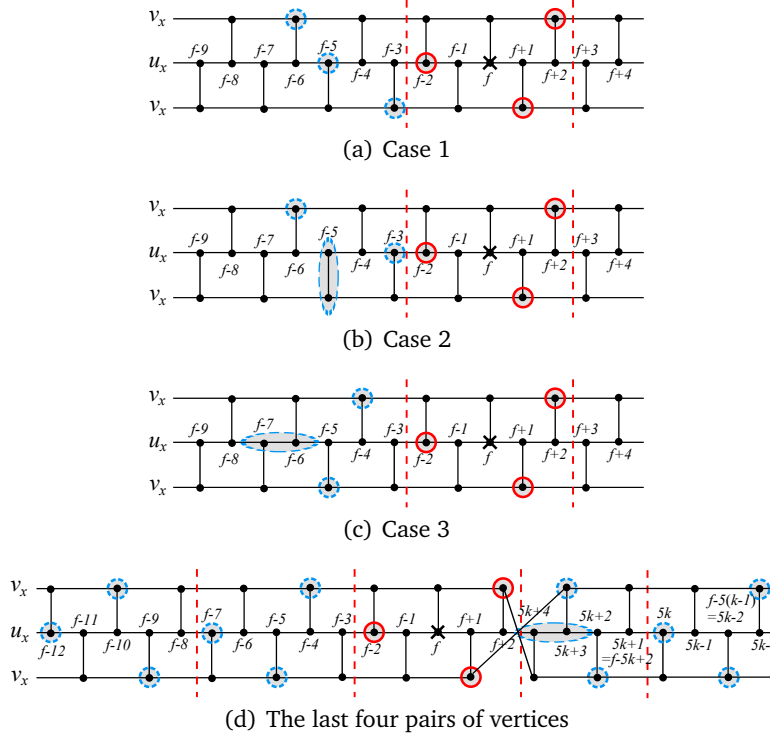 v_x
f-9 f-7 f-5 f-3 f-1 f+1 f+3
u_x
f-8 f-6 f-4 f-2 f f+2 f+4
v_x
(a) Case 1
v_x
f-9 f-7 f-5 f-3 f-1 f+1 f+3
u_x
f-8 f-6 f-4 f-2 f f+2 f+4
v_x
(b) Case 2
v_x
f-9 f-7 f-5 f-3 f-1 f+1 f+3
u_x
f-8 f-6 f-4 f-2 f f+2 f+4
v_x
(c) Case 3
v_x
f-11 f-9 f-7 f-5 f-3 f-1 f+1 5k+4 5k+2 5k f-5(k-1)
=5k-2
u_x
f-12 f-10 f-8 f-6 f-4 f-2 f f+2 5k+3 5k+1 5k-1 5k-
=f-5k+2
v_x
(d) The last four pairs of vertices